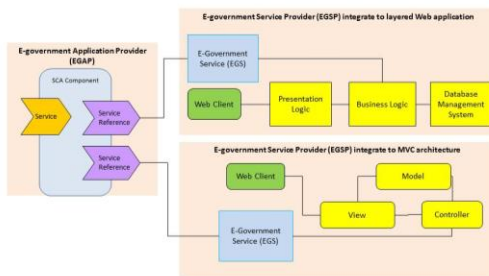 E-government Application Provider
(EGAP)
SCA Component
Service
Service
Reference
Service
Reference
E-government Service Provider (EGSP) integrate to layered Web application
E-Government
Service (EGS)
Web Client
Presentation
Logic
Business Logic
Database
Management
System
E-government Service Provider (EGSP) integrate to MVC architecture
Web Client
Model
View
Controller
E-Government
Service (EGS)